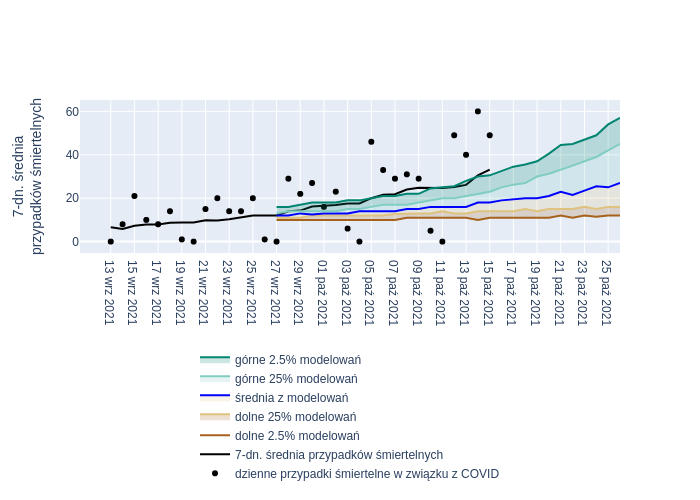 7-dn. średnia
przypadków śmiertelnych
60
40
20
0
13 wrz 2021
15 wrz 2021
17 wrz 2021
19 wrz 2021
21 wrz 2021
23 wrz 2021
25 wrz 2021
27 wrz 2021
29 wrz 2021
01 paź 2021
03 paź 2021
05 paź 2021
07 paź 2021
09 paź 2021
11 paź 2021
13 paź 2021
15 paź 2021
17 paź 2021
19 paź 2021
21 paź 2021
23 paź 2021
25 paź 2021
górne 2.5% modelowań
górne 25% modelowań
średnia z modelowań
dolne 25% modelowań
dolne 2.5% modelowań
7-dn. średnia przypadków śmiertelnych
dzienne przypadki śmiertelne w związku z COVID